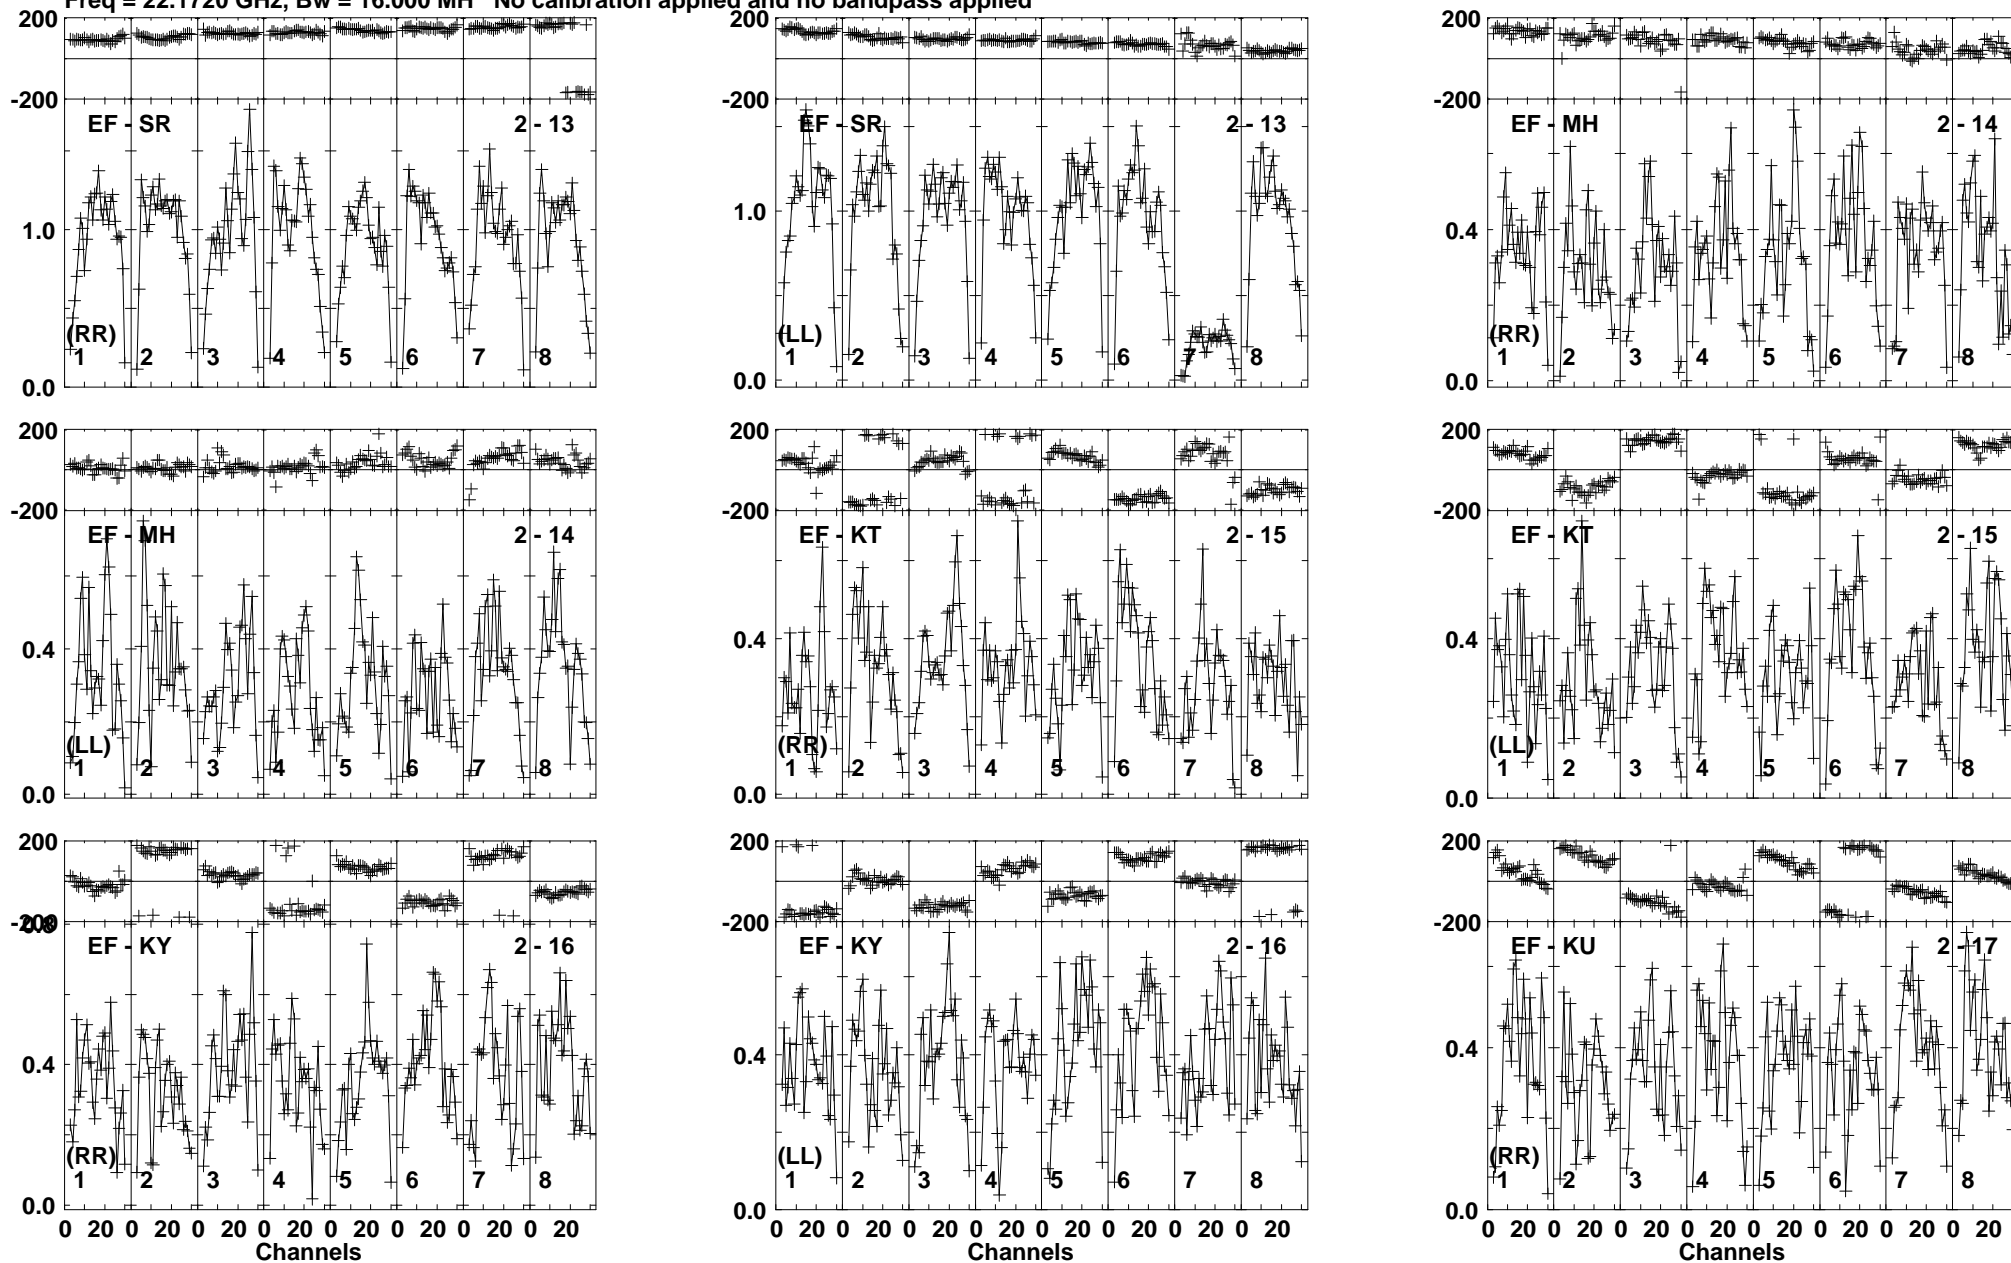 Freq = 22.1720 GHz, Bw = 16.000 MH No calibration applied and no bandpass applied
200 200 200
-200 -200 -200
EF - SR 2 - 13 EF - SR 2 - 13 EF - MH 2 - 14
1.0 1.0 0.4
(RR) (LL) (RR)
1 2 3 4 5 6 7 8 1 2 3 4 5 6 7 8 1 2 3 4 5 6 7 8
0.0 0.0 0.0
200 200 200
-200 -200 -200
EF - MH 2 - 14 EF - KT 2 - 15 EF - KT 2 - 15
0.4 0.4 0.4
(LL) (RR) (LL)
1 2 3 4 5 6 7 8 1 2 3 4 5 6 7 8 1 2 3 4 5 6 7 8
0.0 0.0 0.0
200 200 200
-200 -200 -200
0.8
EF - KY 2 - 16 EF - KY 2 - 16 EF - KU 2 - 17
0.4 0.4 0.4
(RR) (LL) (RR)
1 2 3 4 5 6 7 8 1 2 3 4 5 6 7 8 1 2 3 4 5 6 7 8
0.0 0.0 0.0
0 20 0 20 0 20 0 20 0 20 0 20 0 20 0 20 0 20 0 20 0 20 0 20 0 20 0 20 0 20 0 20 0 20 0 20 0 20 0 20 0 20 0 20 0 20 0 20
Channels Channels Channels